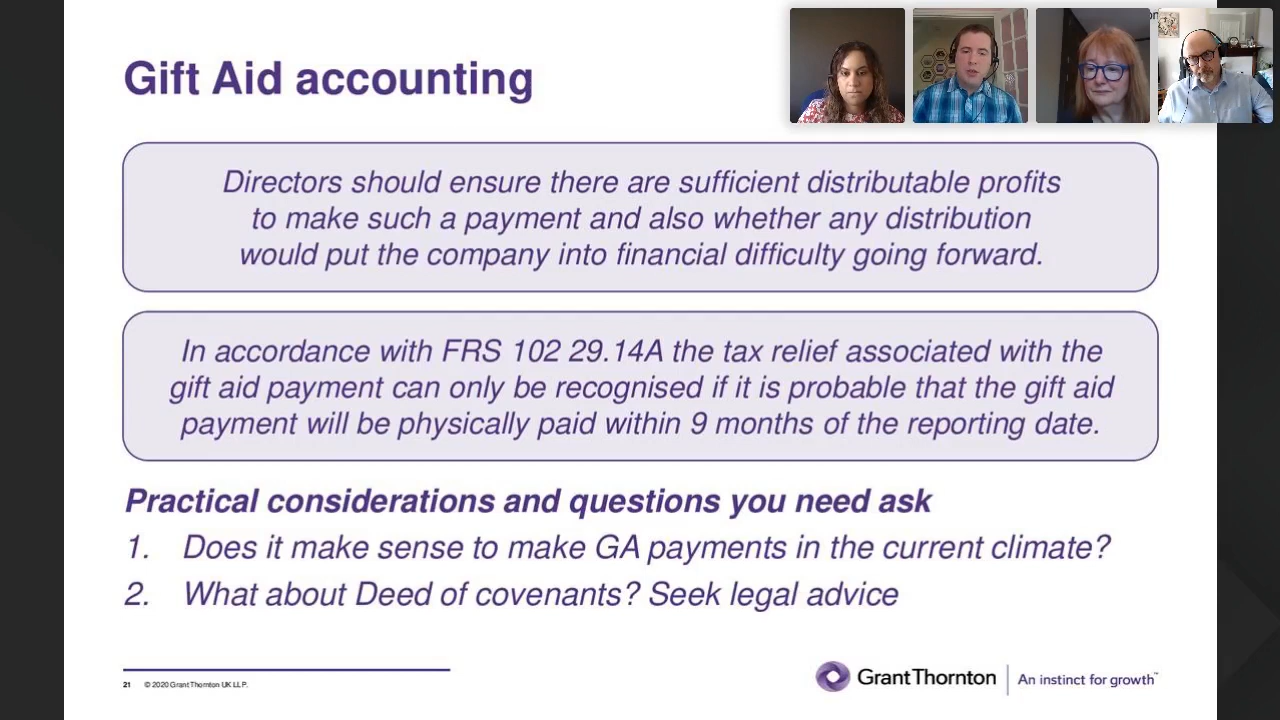 Gift Aid accounting
Directors should ensure there are sufficient distributable profits
to make such a payment and also whether any distribution
would put the company into financial difficulty going forward.
In accordance with FRS 102 29.14A the tax relief associated with the
gift aid payment can only be recognised if it is probable that the gift aid
payment will be physically paid within 9 months of the reporting date.
Practical considerations and questions you need ask
1. Does it make sense to make GA payments in the current climate?
2. What about Deed of covenants? Seek legal advice
21 © 2020 Grant Thornton UK LLP.
GrantThornton An instinct for growth™